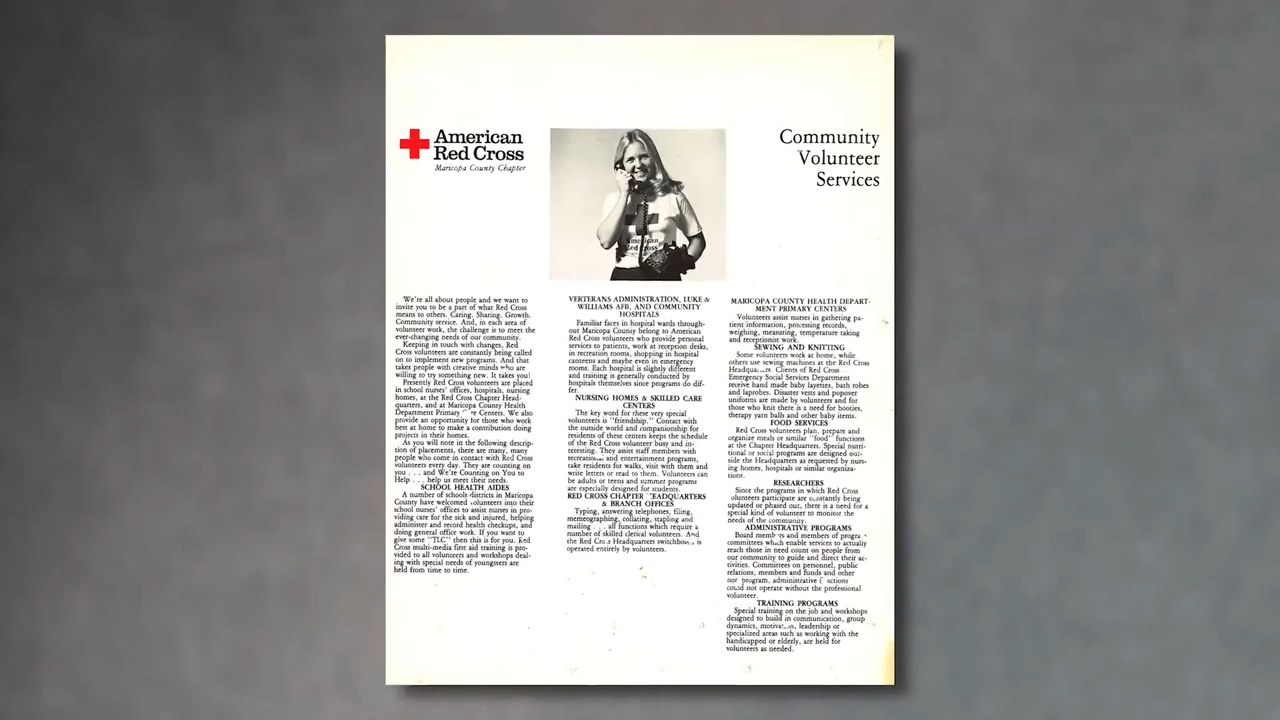 American
Red Cross
Maricopa County Chapter
American
Red Cross
Community
Volunteer
Services
We're all about people and we want to
invite you to be a part of what Red Cross
means to others. Caring. Sharing. Growth.
Community service. And, in each area of
volunteer work, the challenge is to meet the
ever-changing needs of our community.
Keeping in touch with changes, Red
Cross volunteers are constantly being called
on to implement new programs. And that
takes people with creative minds who are
willing to try something new. It takes you!
Presently Red Cross volunteers are placed
in school nurses' offices, hospitals, nursing
homes, at the Red Cross Chapter Head-
quarters, and at Maricopa County Health
Department Primary Centers. We also
provide an opportunity for those who work
best at home to make a contribution doing
projects in their homes.
As you will note in the following descrip-
tion of placements, there are many, many
people who come in contact with Red Cross
volunteers every day. They are counting on
you . . . and We're Counting on You to
Help . . . help us meet their needs.
SCHOOL HEALTH AIDES
A number of schools districts in Maricopa
County have welcomed volunteers into their
school nurses' offices to assist nurses in pro-
viding care for the sick and injured, helping
administer and record health checkups, and
doing general office work. If you want to
give some "TLC" then this is for you. Red
Cross multi-media first aid training is pro-
vided to all volunteers and workshops deal-
ing with special needs of youngsters are
held from time to time.
VERTERANS ADMINISTRATION, LUKE &
WILLIAMS AFB, AND COMMUNITY
HOSPITALS
Familiar faces in hospital wards through-
out Maricopa County belong to American
Red Cross volunteers who provide personal
services to patients, work at reception desks,
in recreation rooms, shopping in hospital
canteens and maybe even in emergency
rooms. Each hospital is slightly different
and training is generally conducted by
hospitals themselves since programs do dif-
fer.
NURSING HOMES & SKILLED CARE
CENTERS
The key word for these very special
volunteers is "friendship." Contact with
the outside world and companionship for
residents of these centers keeps the schedule
of the Red Cross volunteer busy and in-
teresting. They assist staff members with
recreational and entertainment programs,
take residents for walks, visit with them and
write letters or read to them. Volunteers can
be adults or teens and summer programs
are especially designed for students.
RED CROSS CHAPTER HEADQUARTERS
& BRANCH OFFICES
Typing, answering telephones, filing,
memeographing, collating, stapling and
mailing . . . all functions which require a
number of skilled clerical volunteers. And
the Red Cross Headquarters switchboard is
operated entirely by volunteers.
MARICOPA COUNTY HEALTH DEPART-
MENT PRIMARY CENTERS
Volunteers assist nurses in gathering pa-
tient information, processing records,
weighing, measuring, temperature taking
and receptionist work.
SEWING AND KNITTING
Some volunteers work at home, while
others use sewing machines at the Red Cross
Headquarters. Clients of Red Cross
Emergency Social Services Department
receive hand made baby layettes, bath robes
and laprobes. Disaster vests and popover
uniforms are made by volunteers and for
those who knit there is a need for booties,
therapy yarn balls and other baby items.
FOOD SERVICES
Red Cross volunteers plan, prepare and
organize meals or similar "food" functions
at the Chapter Headquarters. Special nutri-
tional or social programs are designed out-
side the Headquarters as requested by nurs-
ing homes, hospitals or similar organiza-
tions.
RESEARCHERS
Since the programs in which Red Cross
volunteers participate are constantly being
updated or phased out, there is a need for a
special kind of volunteer to monitor the
needs of the community.
ADMINISTRATIVE PROGRAMS
Board members and members of program
committees which enable services to actually
reach those in need count on people from
our community to guide and direct their ac-
tivities. Committees on personnel, public
relations, members and funds and other
non program, administrative functions
could not operate without the professional
volunteer.
TRAINING PROGRAMS
Special training on the job and workshops
designed to build in communication, group
dynamics, motivation, leadership or
specialized areas such as working with the
handicapped or elderly, are held for
volunteers as needed.